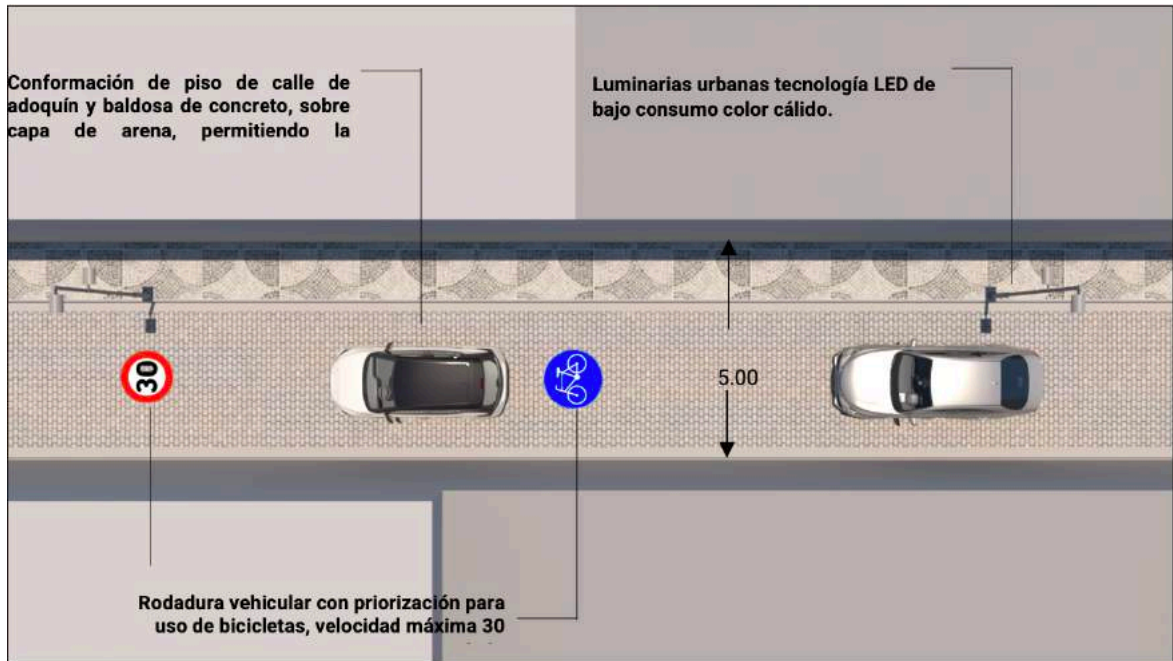 Conformación de piso de calle de
adoquín y baldosa de concreto, sobre
capa de arena, permitiendo la
Luminarias urbanas tecnología LED de
bajo consumo color cálido.
30
5.00
Rodadura vehicular con priorización para
uso de bicicletas, velocidad máxima 30